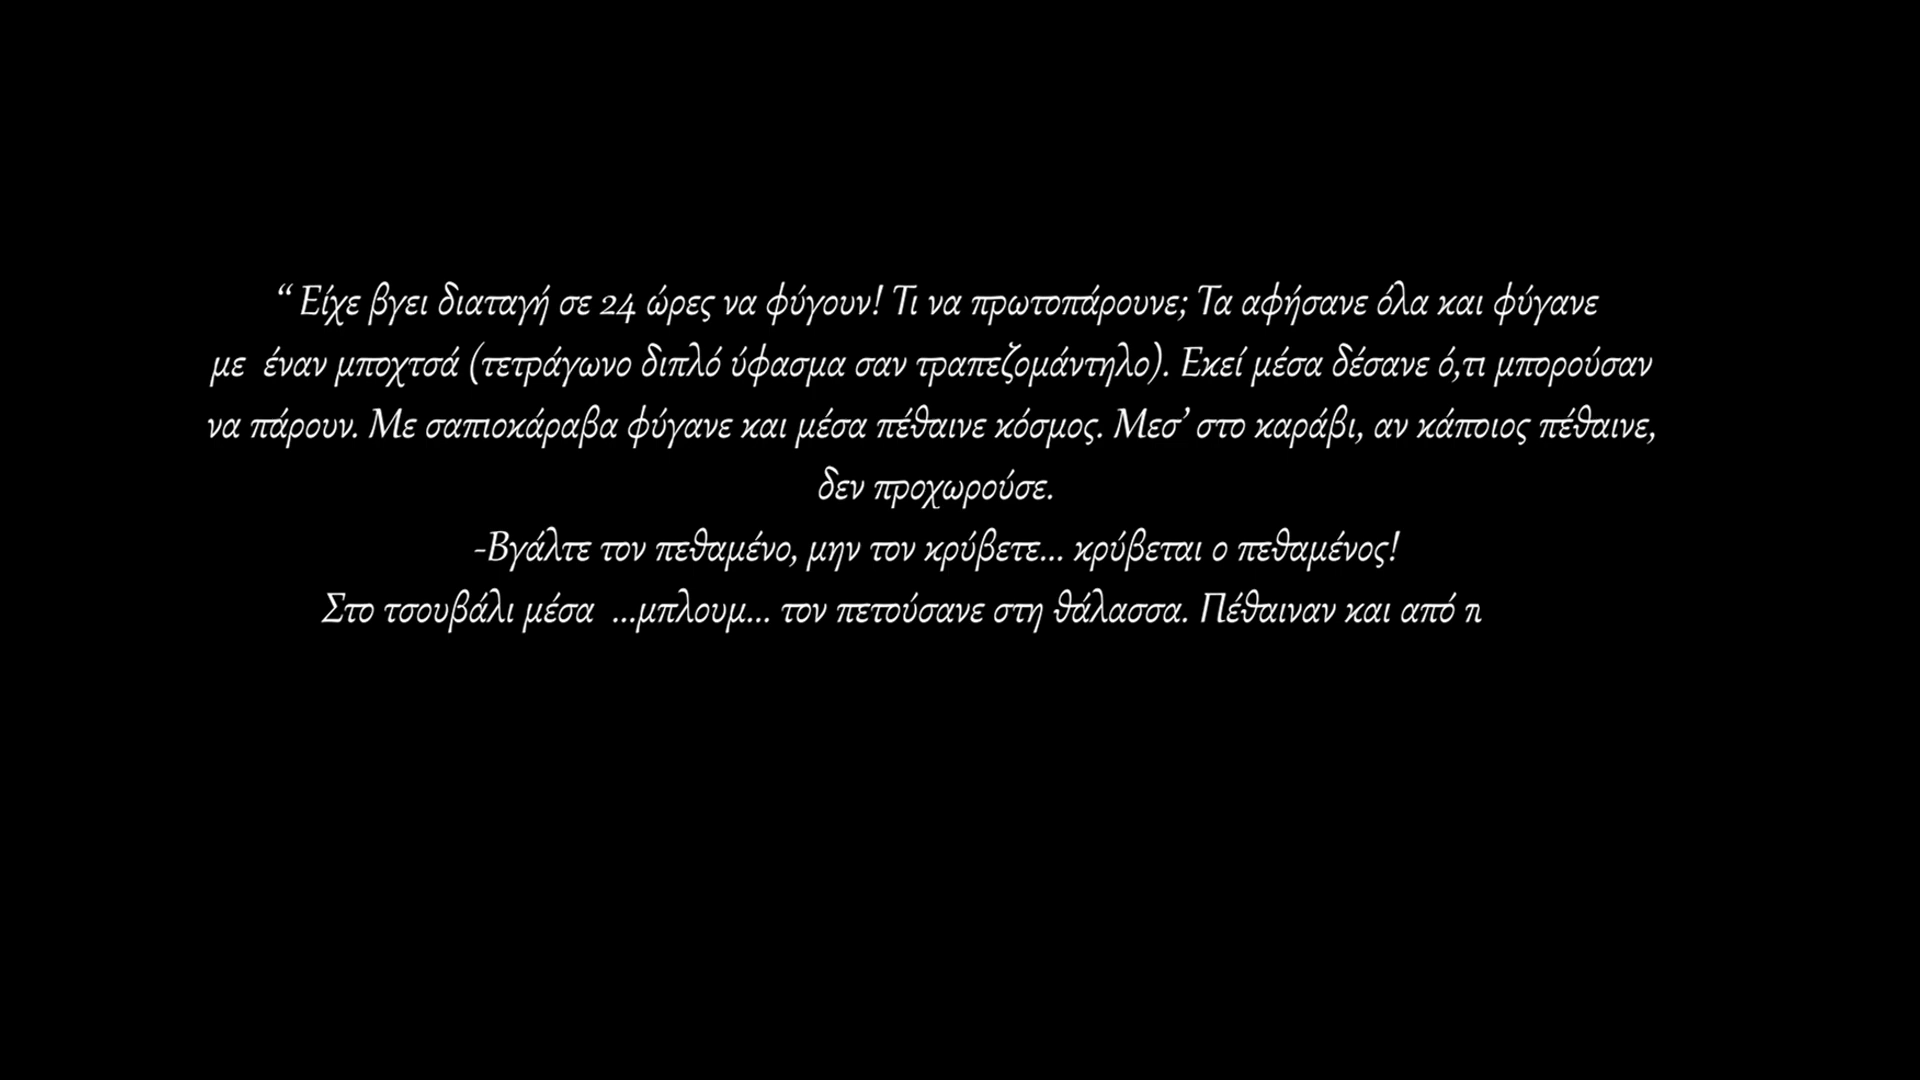 “ Είχε βγει διαταγή σε 24 ώρες να φύγουν! Τι να πρωτοπάρουνε; Τα αφήσανε όλα και φύγανε
με  έναν μποχτσά (τετράγωνο διπλό ύφασμα σαν τραπεζομάντηλο). Εκεί μέσα δέσανε ό,τι μπορούσαν
να πάρουν. Με σαπιοκάραβα φύγανε και μέσα πέθαινε κόσμος. Μεσ’ στο καράβι, αν κάποιος πέθαινε,
δεν προχωρούσε.
-Βγάλτε τον πεθαμένο, μην τον κρύβετε... κρύβεται ο πεθαμένος!
Στο τσουβάλι μέσα  ...μπλουμ... τον πετούσανε στη θάλασσα. Πέθαιναν και από π